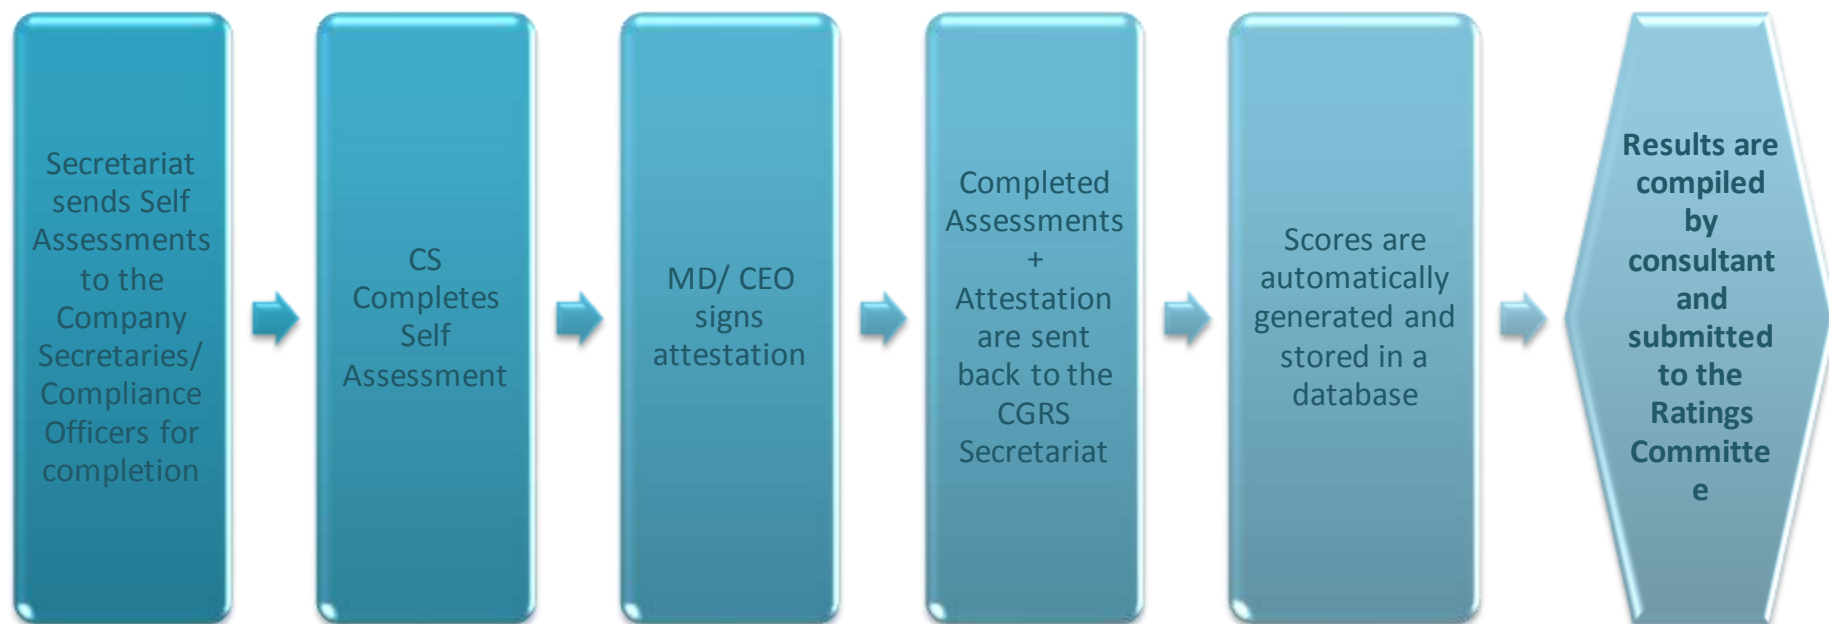 Secretariat
sends Self
Assessments
to the
Company
Secretaries/
Compliance
Officers for
completion
CS
Completes
Self
Assessment
MD/ CEO
signs
attestation
Completed
Assessments
+
Attestation
are sent
back to the
CGRS
Secretariat
Scores are
automatically
generated and
stored in a
database
Results are
compiled
by
consultant
and
submitted
to the
Ratings
Committe
e